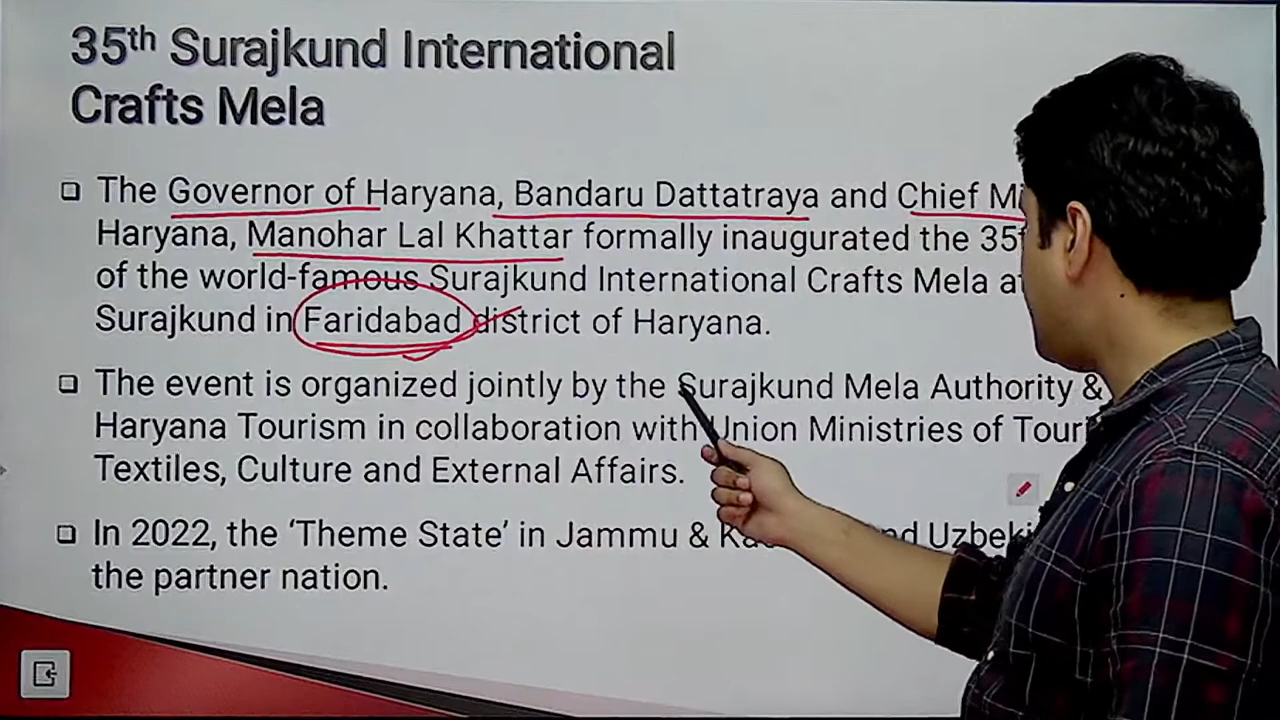 35th Surajkund International
Crafts Mela
The Governor of Haryana, Bandaru Dattatraya and Chief
Haryana, Manohar Lal Khattar formally inaugurated the
of the world-famous Surajkund International Crafts Mela
Surajkund in Faridabad district of Haryana.
The event is organized jointly by the Surajkund Mela Authority &
Haryana Tourism in collaboration with Union Ministries of
Textiles, Culture and External Affairs.
In 2022, the ‘Theme State’ in Jammu &
the partner nation.